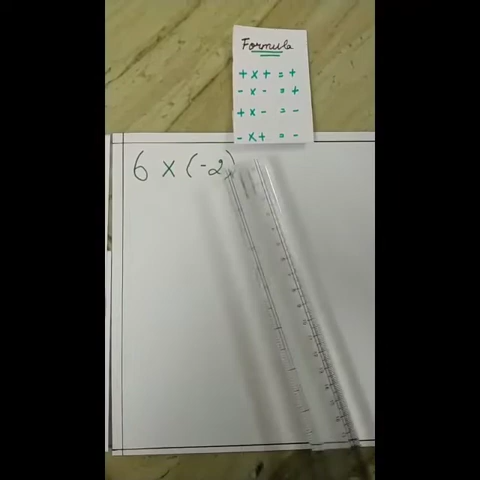 Formula
+ x + = +
- x - = +
+ x - = -
- x + = -
6 x (-2)